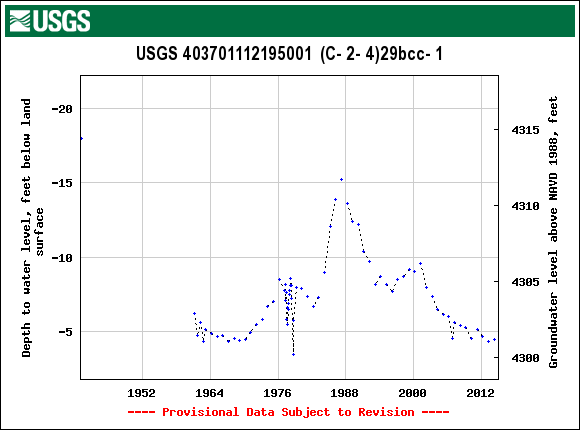 USGS
USGS 403701112195001 (C- 2- 4)29bcc- 1
Depth to water level, feet below land
surface
-20
-15
-10
-5
4315
4310
4305
4300
Groundwater level above NAVD 1988, feet
1952 1964 1976 1988 2000 2012
---- Provisional Data Subject to Revision ----